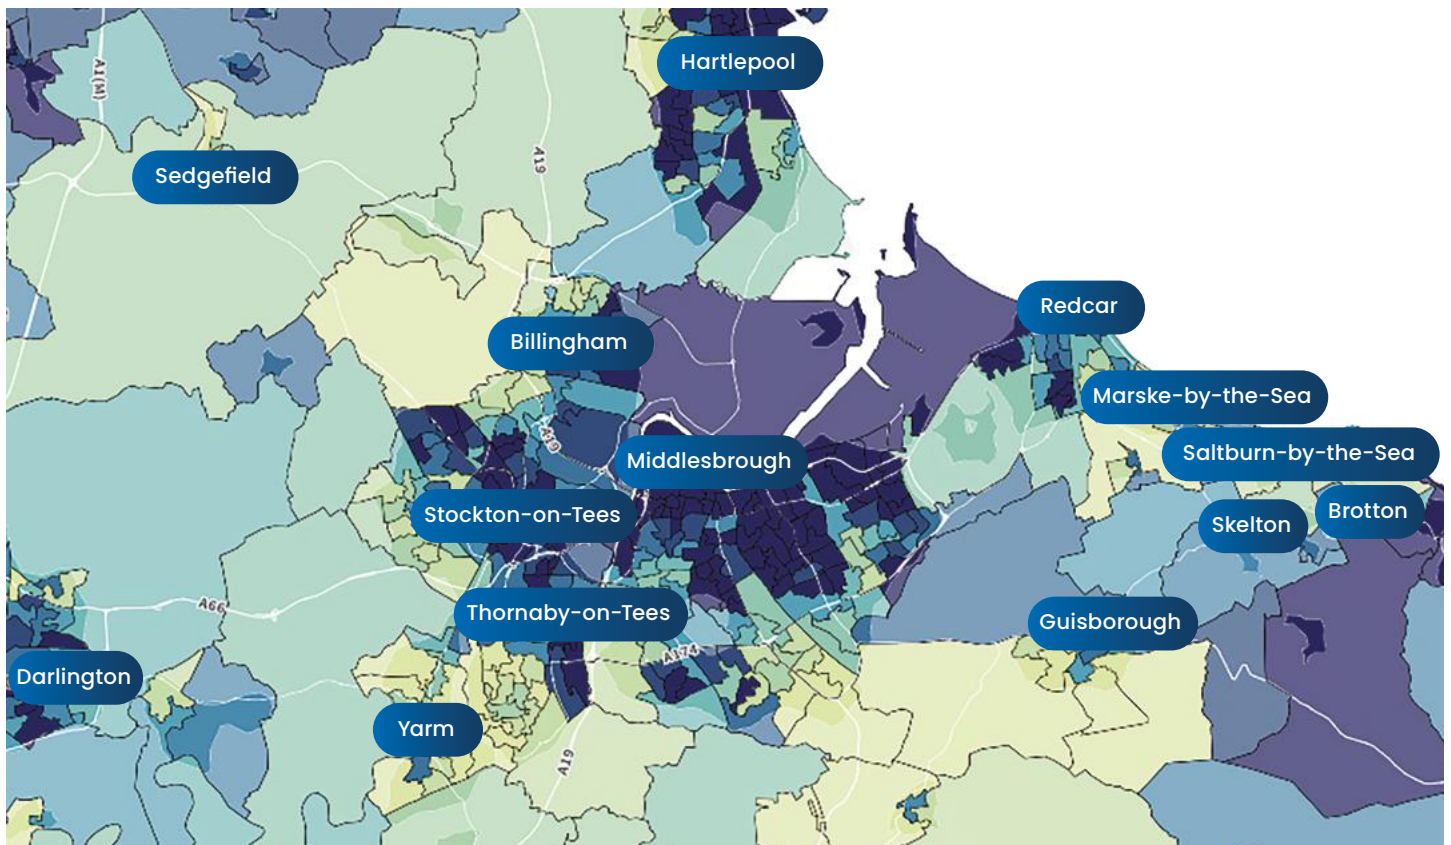 Hartlepool
A1(M)
A19
Sedgefield
Redcar
Billingham
Marske-by-the-Sea
A19
Saltburn-by-the-Sea
Middlesbrough
Stockton-on-Tees
Brotton
Skelton
A66
Thornaby-on-Tees
Guisborough
A174
Darlington
Yarm
A19